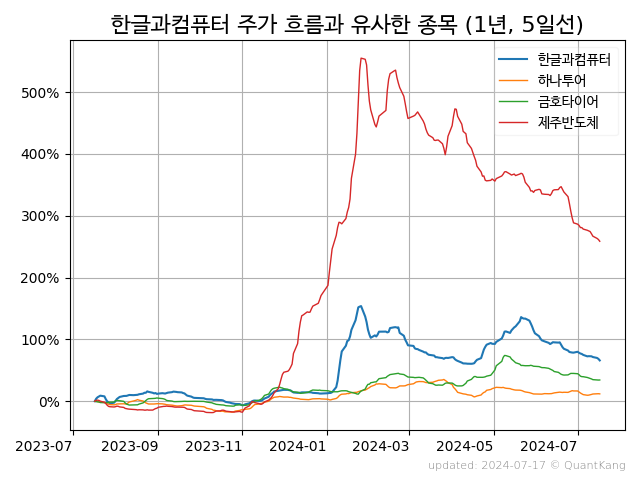 한글과컴퓨터 주가 흐름과 유사한 종목 (1년, 5일선)
한글과컴퓨터
하나투어
금호타이어
제주반도체
500%
400%
300%
200%
100%
0%
2023-07 2023-09 2023-11 2024-01 2024-03 2024-05 2024-07
updated: 2024-07-17 © QuantKang